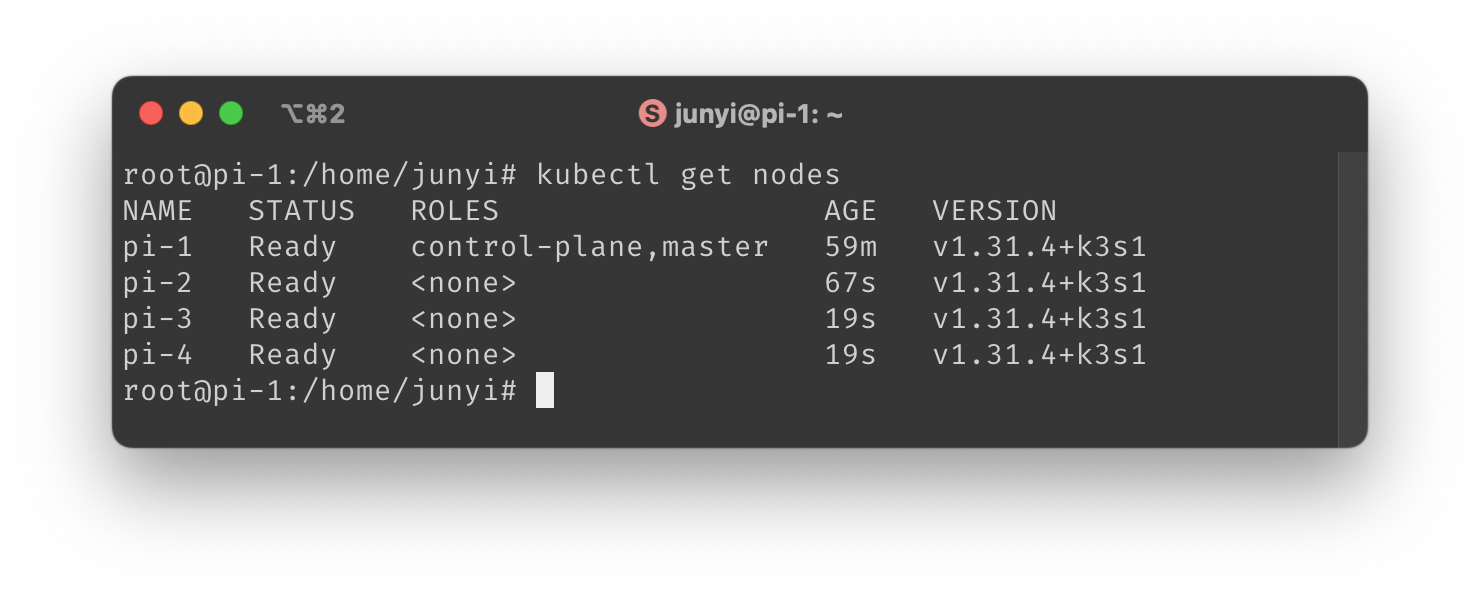 ⌥⌘2
S junyi@pi-1: ~
root@pi-1:/home/junyi# kubectl get nodes
NAME   STATUS   ROLES                  AGE   VERSION
pi-1   Ready    control-plane,master   59m   v1.31.4+k3s1
pi-2   Ready    <none>                 67s   v1.31.4+k3s1
pi-3   Ready    <none>                 19s   v1.31.4+k3s1
pi-4   Ready    <none>                 19s   v1.31.4+k3s1
root@pi-1:/home/junyi#